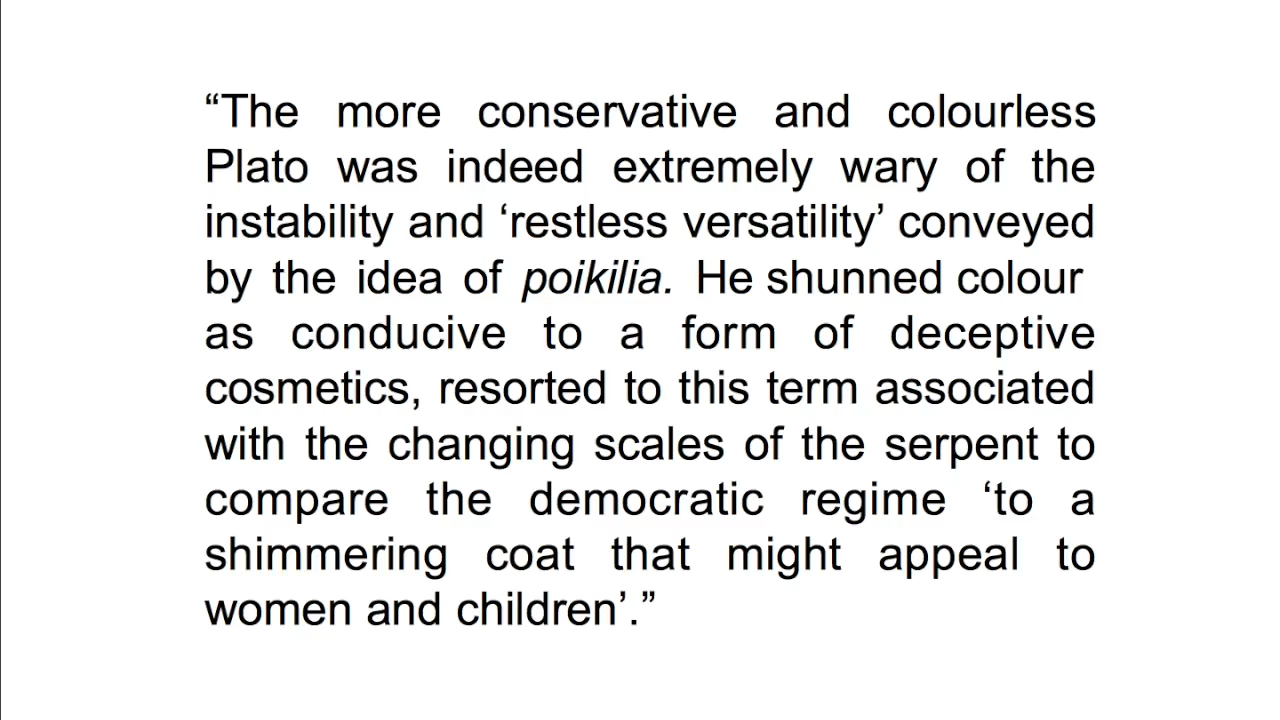 “The more conservative and colourless
Plato was indeed extremely wary of the
instability and ‘restless versatility’ conveyed
by the idea of poikilia. He shunned colour
as conducive to a form of deceptive
cosmetics, resorted to this term associated
with the changing scales of the serpent to
compare the democratic regime ‘to a
shimmering coat that might appeal to
women and children’.”